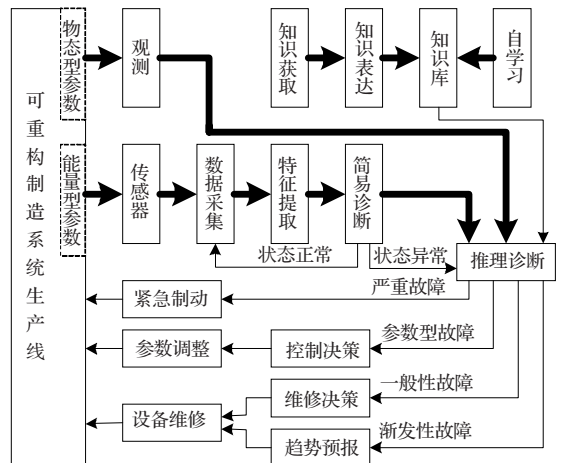 可重构制造系统生产线
物态型参数
能量型参数
观测
知识获取
知识表达
知识库
自学习
传感器
数据采集
特征提取
简易诊断
状态正常
状态异常
推理诊断
紧急制动
严重故障
参数调整
控制决策
参数型故障
设备维修
维修决策
一般性故障
趋势预报
渐发性故障